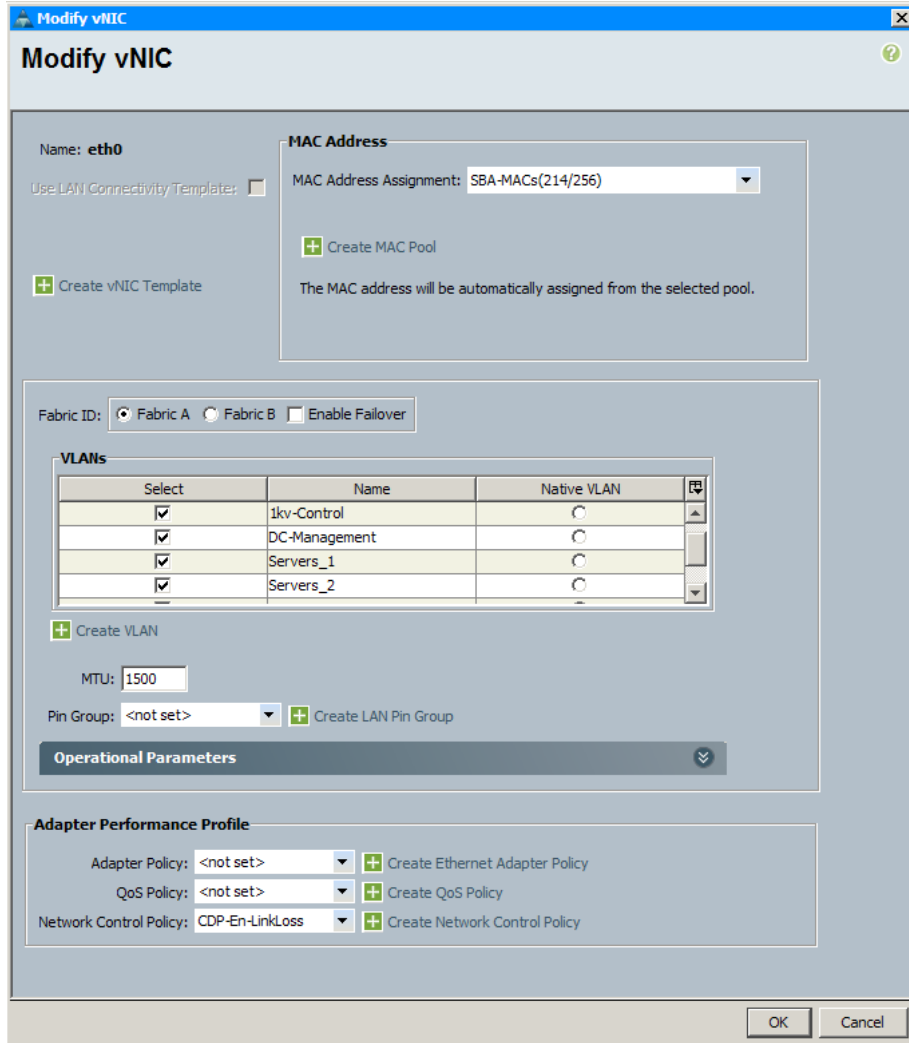 Modify vNIC
Modify vNIC
Name: eth0
Use LAN Connectivity Template:
Create vNIC Template
MAC Address
MAC Address Assignment: SBA-MACs(214/256)
Create MAC Pool
The MAC address will be automatically assigned from the selected pool.
Fabric ID: Fabric A Fabric B Enable Failover
VLANs
Select Name Native VLAN
1kv-Control
DC-Management
Servers_1
Servers_2
Create VLAN
MTU: 1500
Pin Group: <not set> Create LAN Pin Group
Operational Parameters
Adapter Performance Profile
Adapter Policy: <not set> Create Ethernet Adapter Policy
QoS Policy: <not set> Create QoS Policy
Network Control Policy: CDP-En-LinkLoss Create Network Control Policy
OK Cancel